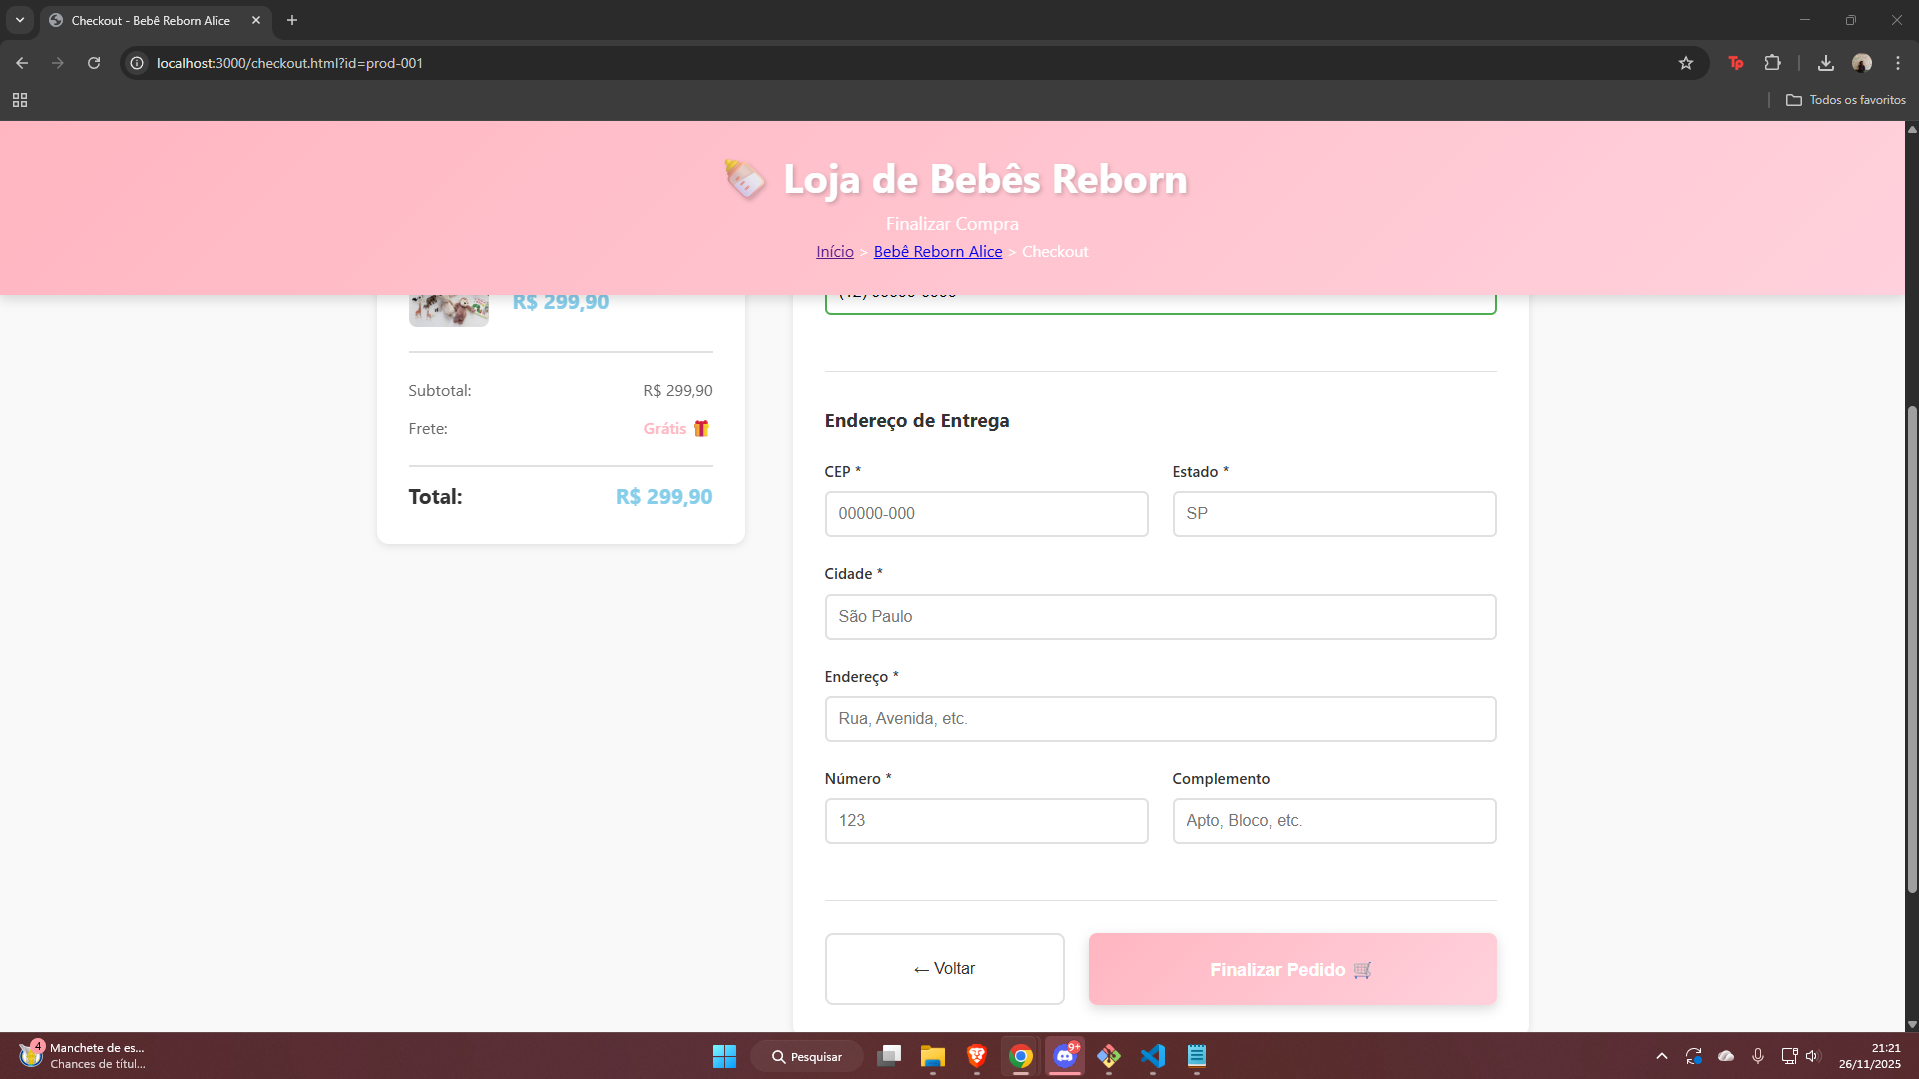 Checkout - Bebê Reborn Alice
localhost:3000/checkout.html?id=prod-001
Tp
Todos os favoritos
Loja de Bebês Reborn
Finalizar Compra
Início > Bebê Reborn Alice > Checkout
R$ 299,90
Subtotal: R$ 299,90
Frete: Grátis
Total: R$ 299,90
Endereço de Entrega
CEP * Estado *
00000-000 SP
Cidade *
São Paulo
Endereço *
Rua, Avenida, etc.
Número * Complemento
123 Apto, Bloco, etc.
← Voltar Finalizar Pedido
4
Manchete de es...
Chances de títul...
Pesquisar
9+
21:21
26/11/2025